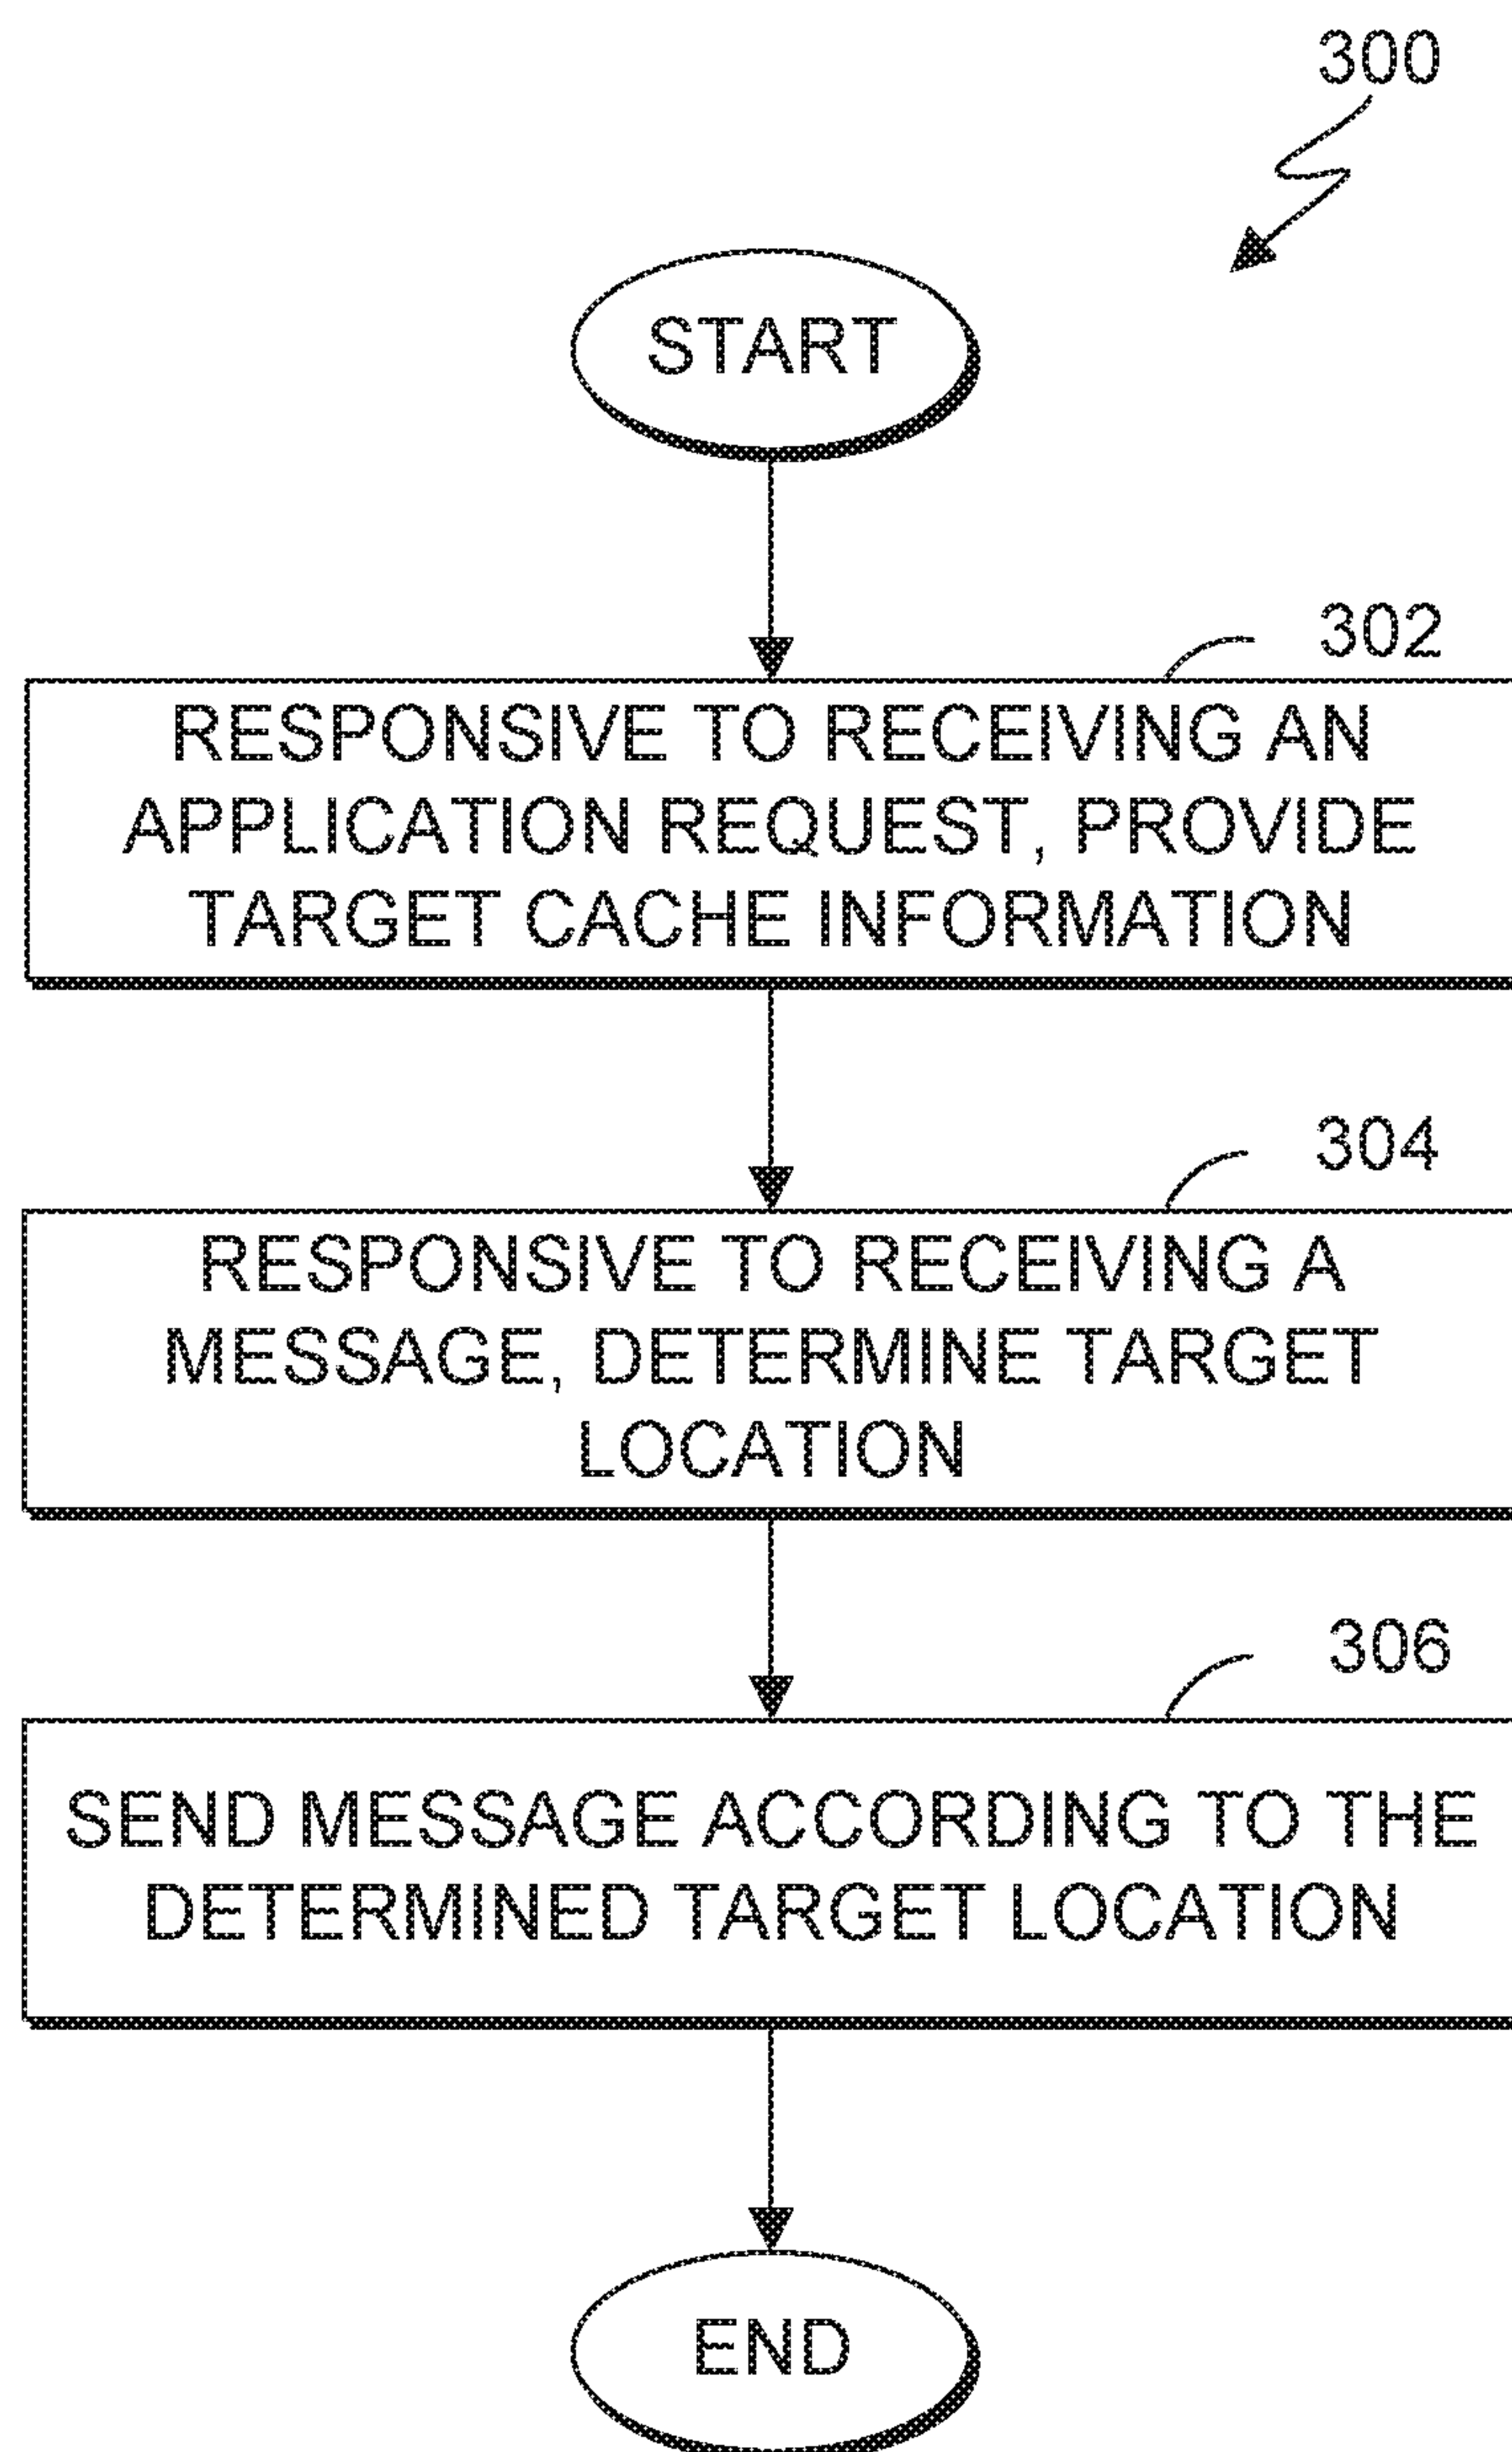 300
START
302
RESPONSIVE TO RECEIVING AN
APPLICATION REQUEST, PROVIDE
TARGET CACHE INFORMATION
304
RESPONSIVE TO RECEIVING A
MESSAGE, DETERMINE TARGET
LOCATION
306
SEND MESSAGE ACCORDING TO THE
DETERMINED TARGET LOCATION
END